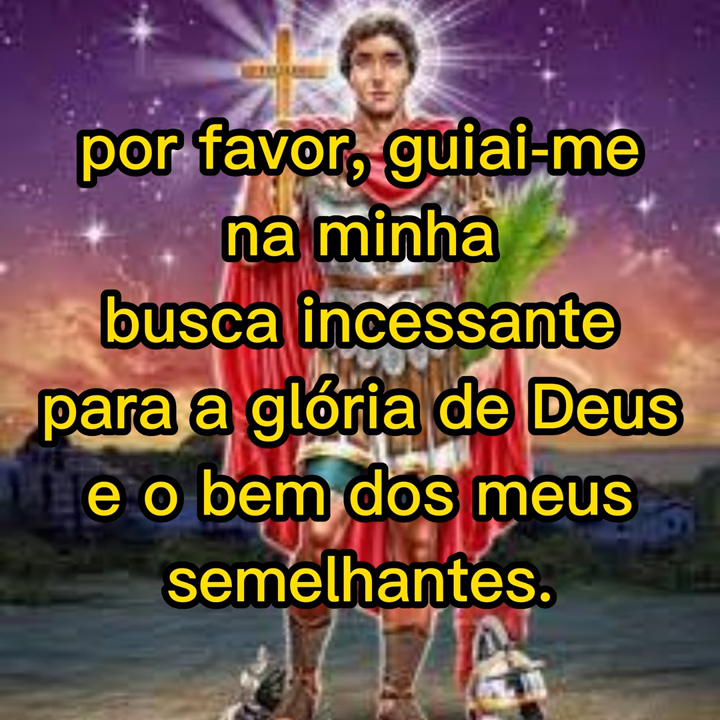 por favor, guiai-me
na minha
busca incessante
para a glória de Deus
e o bem dos meus
semelhantes.